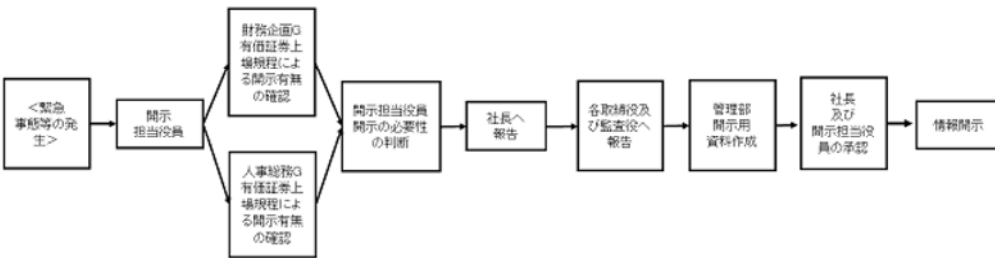 <緊急
事態等の発
生>
開示
担当役員
財務企画G
有価証券上
場規程によ
る開示有無
の確認
人事総務G
有価証券上
場規程によ
る開示有無
の確認
開示担当役員
開示の必要性
の判断
社長へ
報告
各取締役及
び監査役へ
報告
管理部
開示用
資料作成
社長
及び
開示担当役
員の承認
情報開示